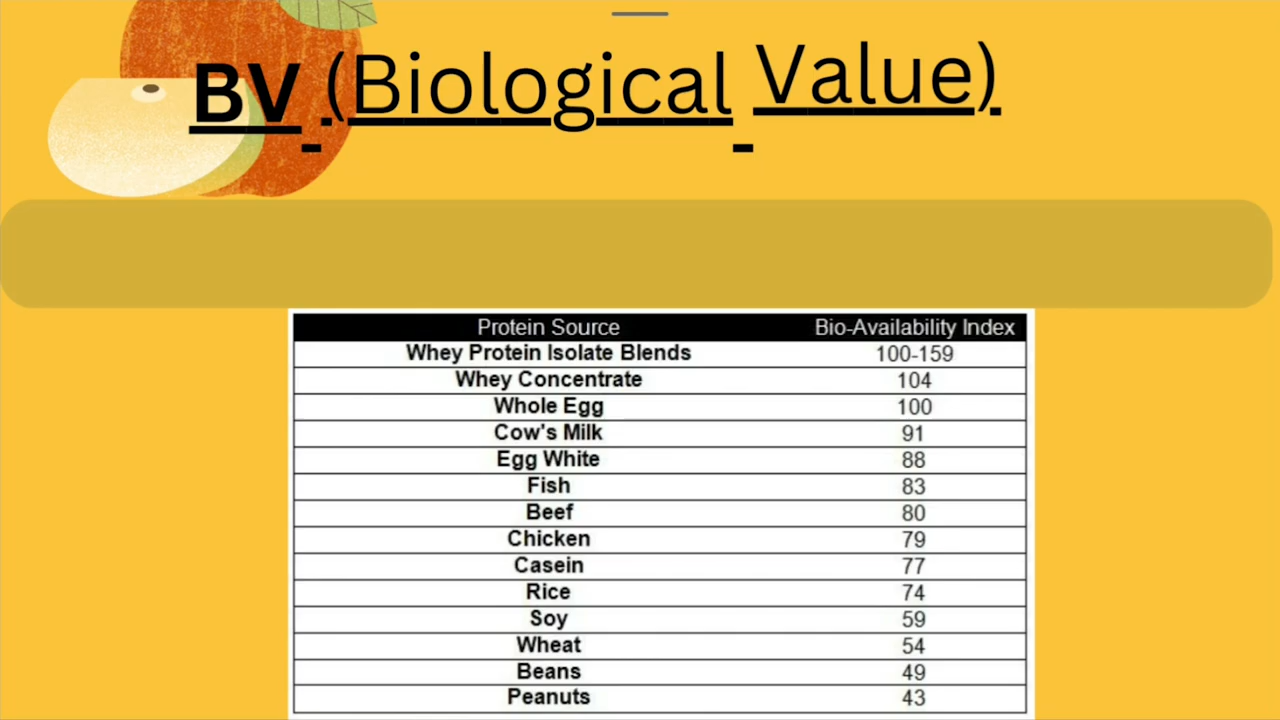 BV (Biological Value)
Protein Source Bio-Availability Index
Whey Protein Isolate Blends 100-159
Whey Concentrate 104
Whole Egg 100
Cow's Milk 91
Egg White 88
Fish 83
Beef 80
Chicken 79
Casein 77
Rice 74
Soy 59
Wheat 54
Beans 49
Peanuts 43